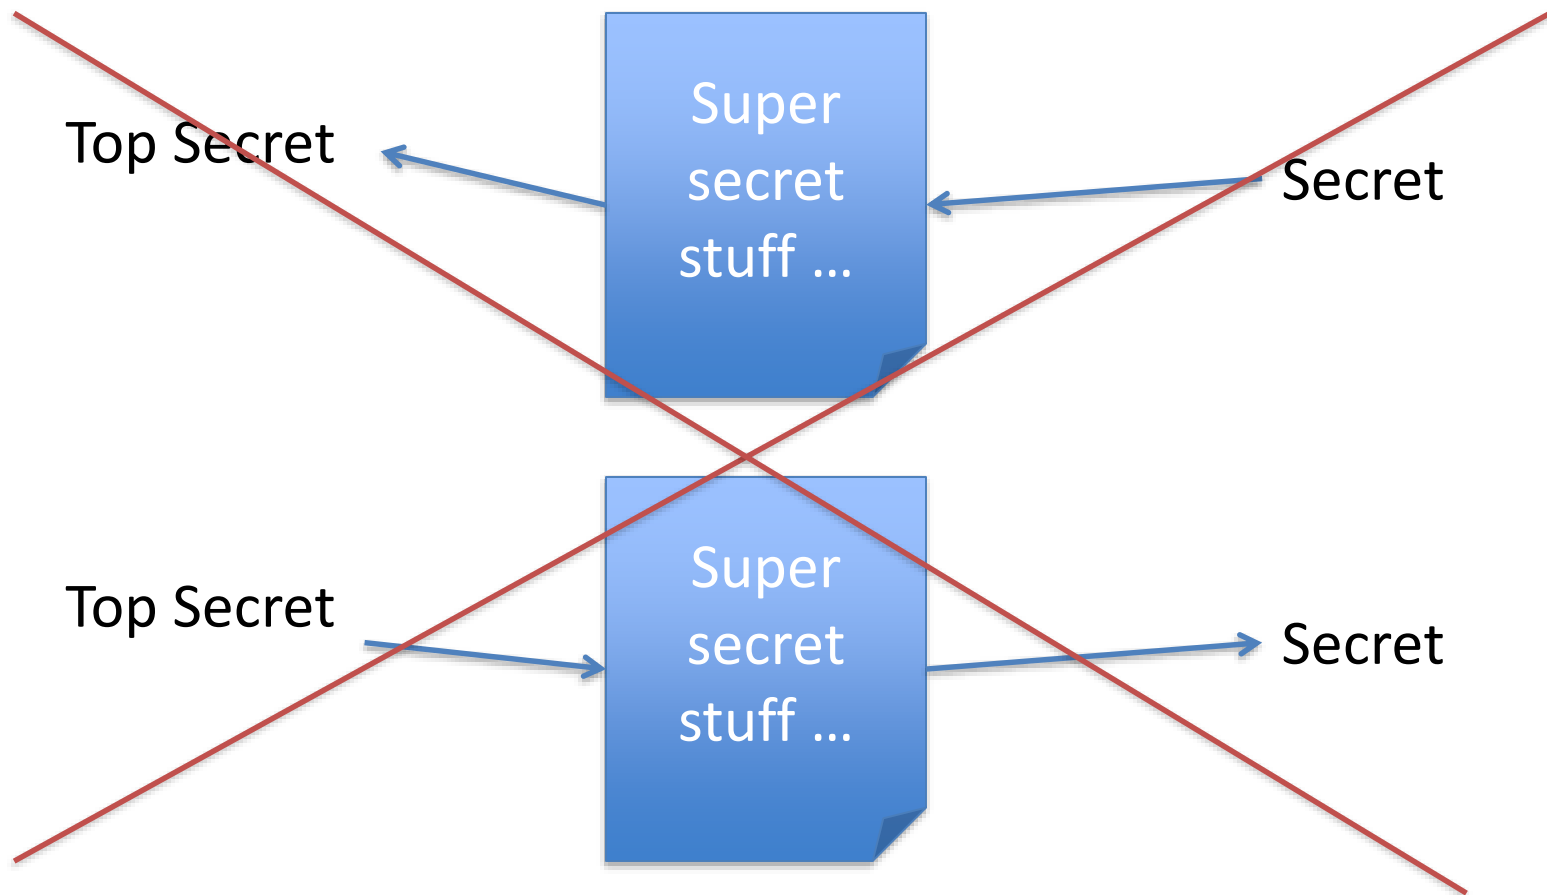 Top Secret
Super
secret
stuff ...
Secret
Top Secret
Super
secret
stuff ...
Secret